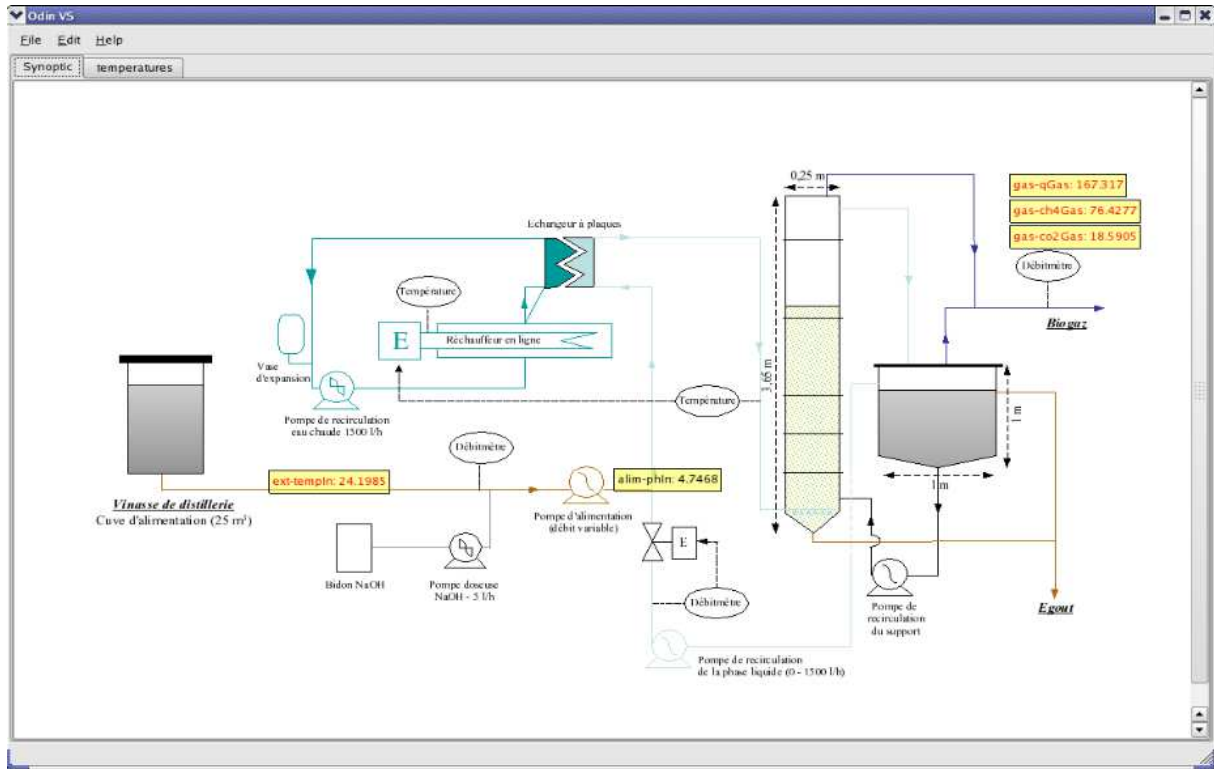 Odin VS
File Edit Help
Synoptic temperatures
0,25 m
gas-qGas: 167.317
gas-ch4Gas: 76.4277
gas-co2Gas: 18.5905
Echangeur à plaques
Débitmètre
Température
Biogaz
E
Réchauffeur en ligne
Vase
d'expansion
3,65 m
Température
1 m
Pompe de recirculation
eau chaude 1500 l/h
Débitmètre
ext-tempIn: 24.1985
alim-phIn: 4.7468
1 m
Vinasse de distillerie
Cuve d'alimentation (25 m³)
Pompe d'alimentation
(débit variable)
E
Bidon NaOH
Pompe doseuse
NaOH - 5 l/h
Débitmètre
Pompe de
recirculation
du support
Egout
Pompe de recirculation
de la phase liquide (0 - 1500 l/h)